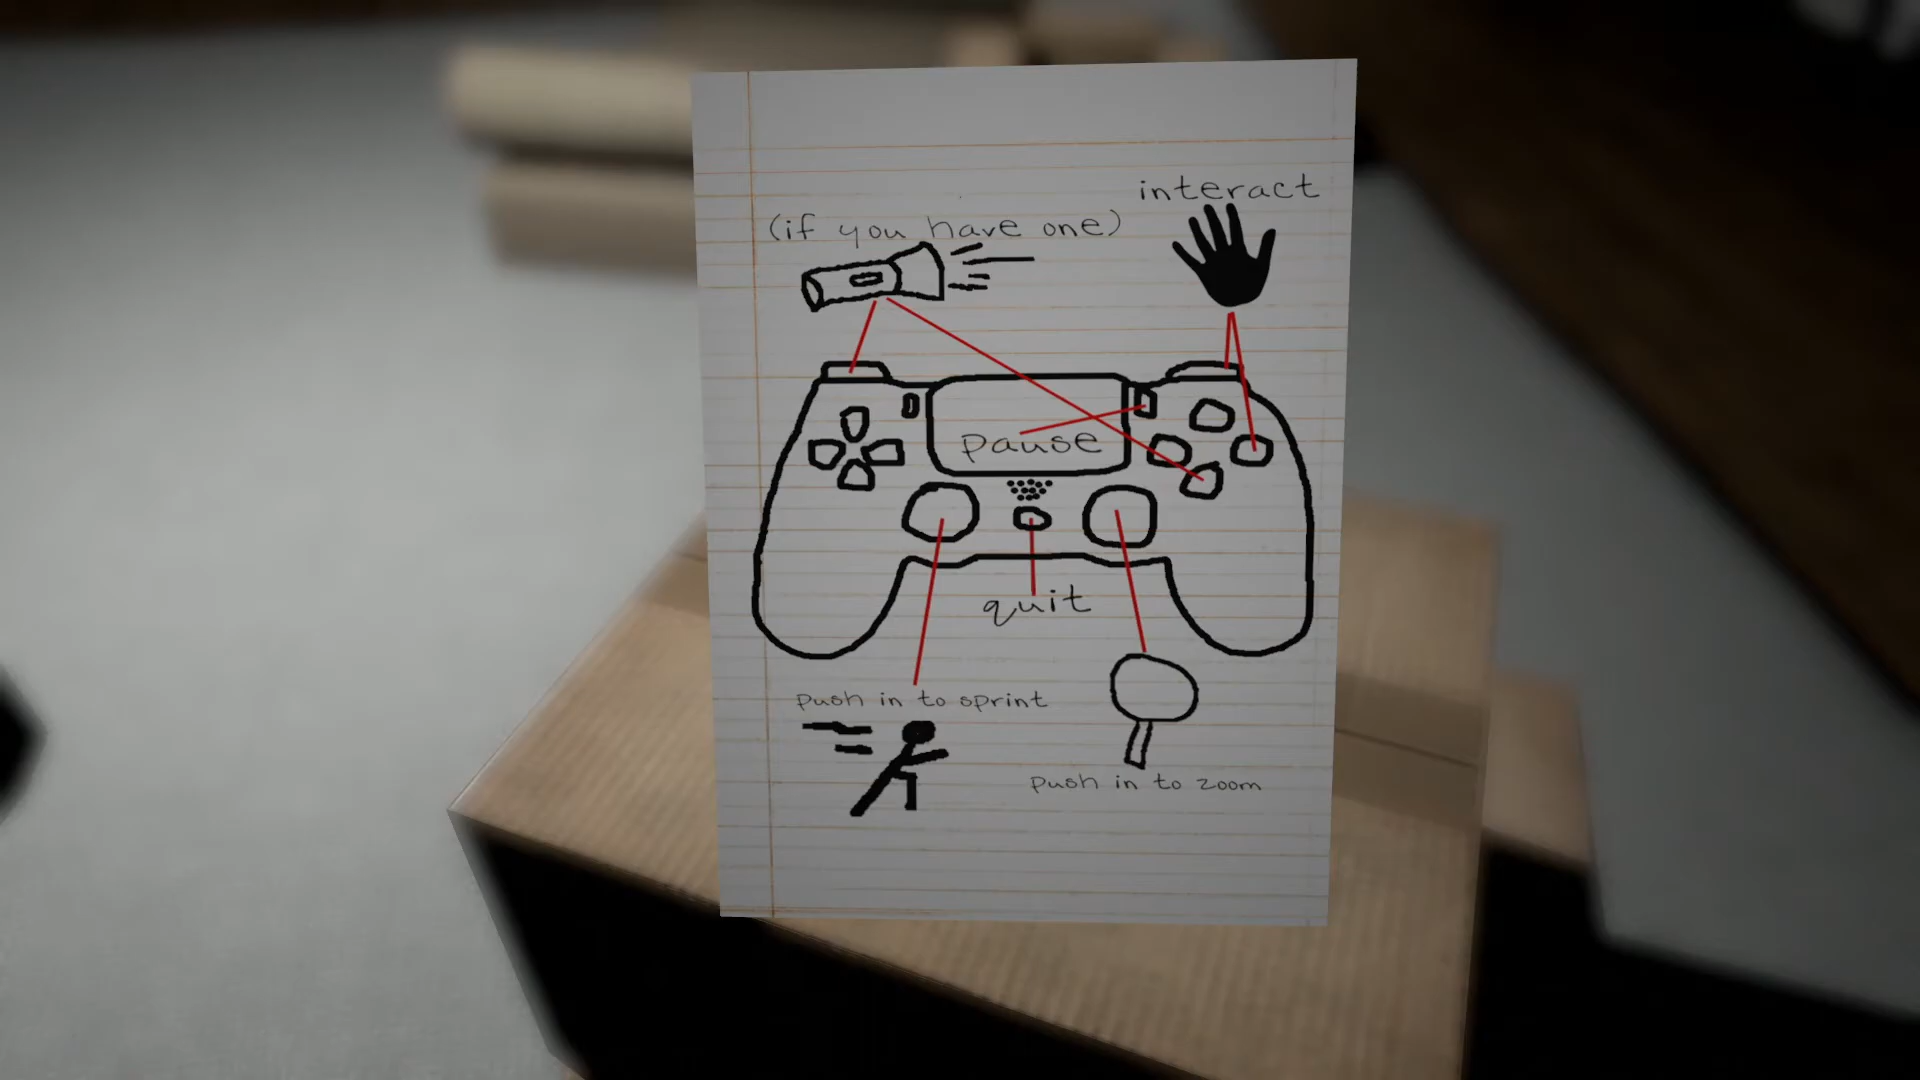 interact
(if you have one)
pause
quit
push in to sprint
push in to zoom